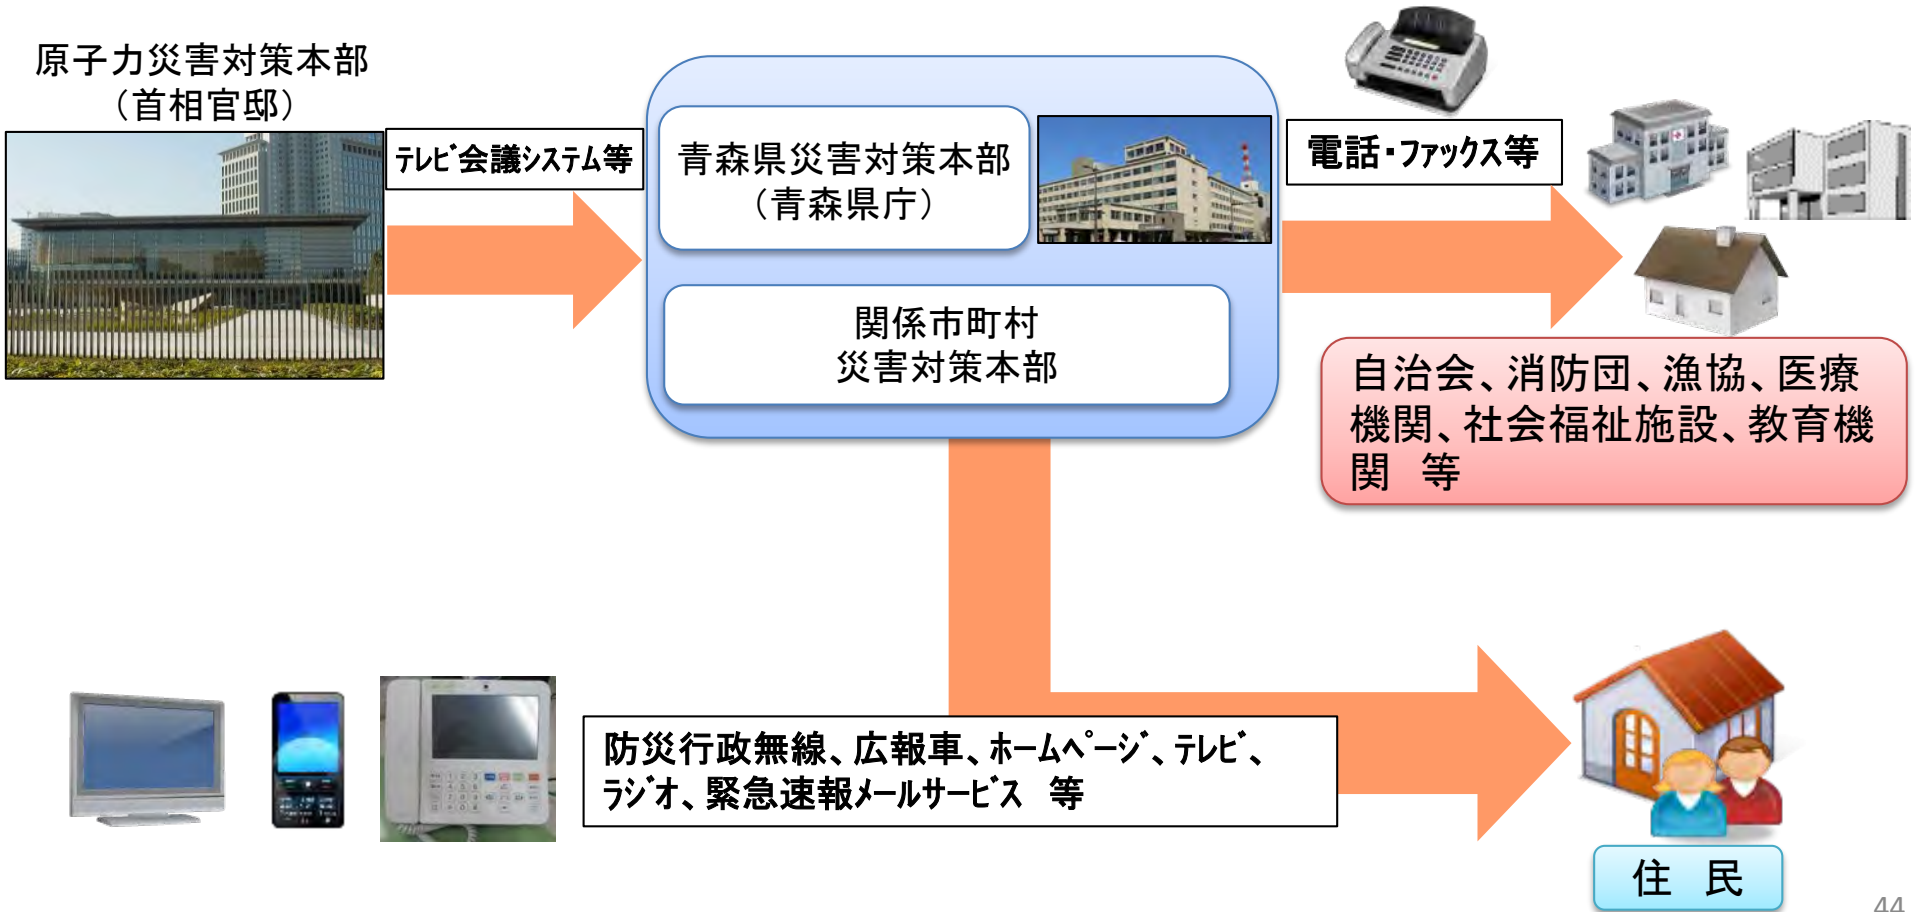 原子力災害対策本部
（首相官邸）
テレビ会議システム等
青森県災害対策本部
（青森県庁）
電話・ファックス等
関係市町村
災害対策本部
自治会、消防団、漁協、医療
機関、社会福祉施設、教育機
関　等
防災行政無線、広報車、ホームページ、テレビ、
ラジオ、緊急速報メールサービス　等
住　民
44